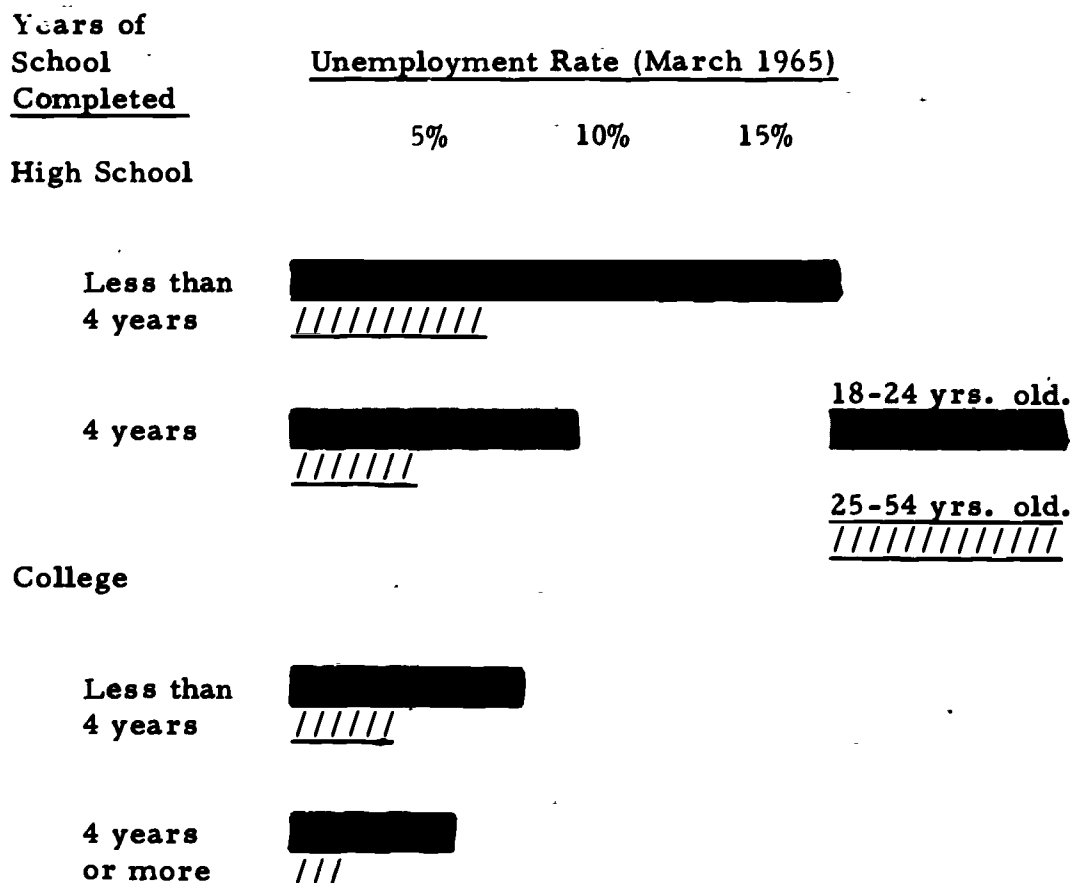 Years of
School
Completed
Unemployment Rate (March 1965)
5% 10% 15%
High School
Less than
4 years
4 years
18-24 yrs. old.
25-54 yrs. old.
College
Less than
4 years
4 years
or more